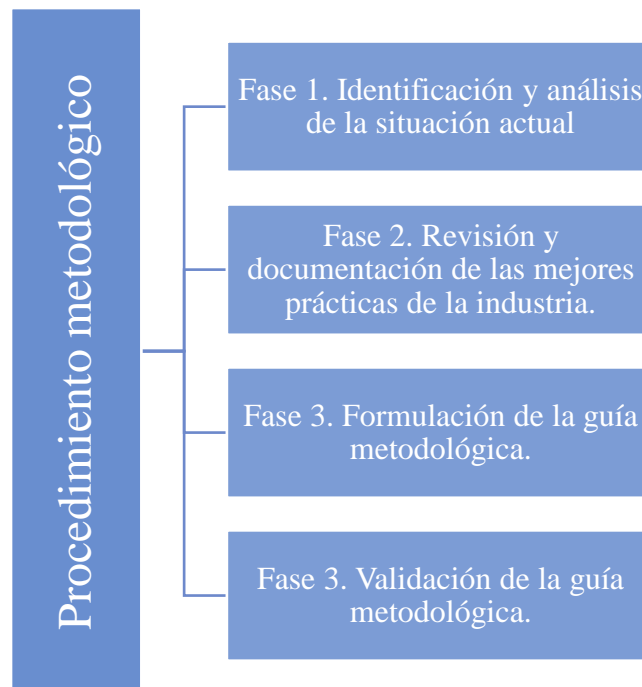 Procedimiento metodológico
Fase 1. Identificación y análisis
de la situación actual
Fase 2. Revisión y
documentación de las mejores
prácticas de la industria.
Fase 3. Formulación de la guía
metodológica.
Fase 3. Validación de la guía
metodológica.